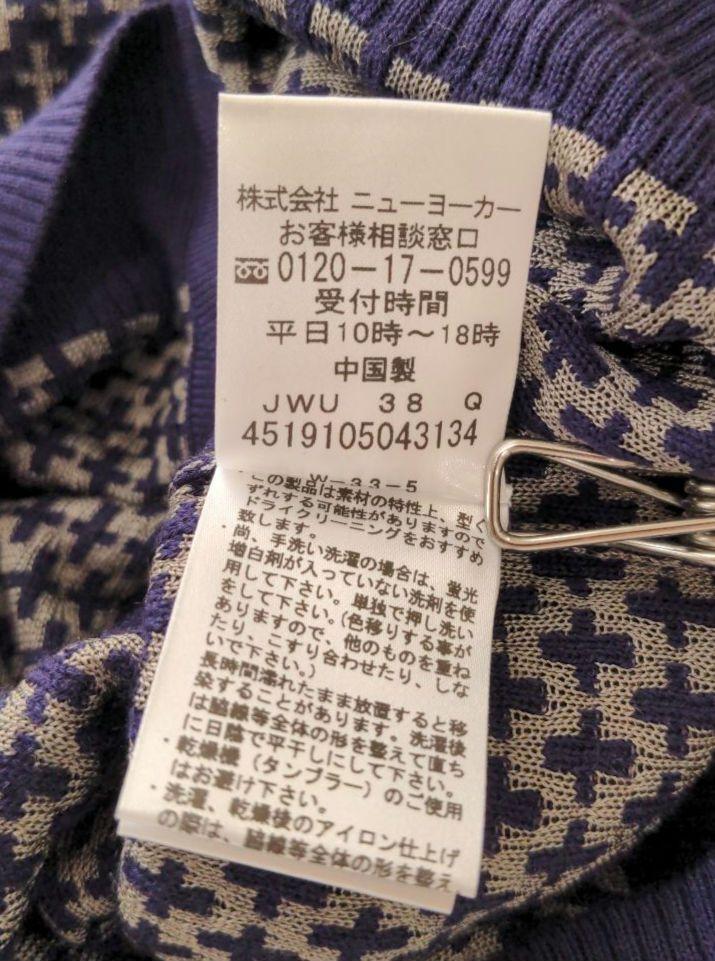 株式会社 ニューヨーカー
お客様相談窓口
0120-17-0599
受付時間
平日10時～18時
中国製
JWU 38 Q
4519105043134
W-33-5
・この製品は素材の特性上、型く
ずれする可能性がありますので
ドライクリーニングをおすすめ
致します。
・尚、手洗い洗濯の場合は、蛍光
増白剤が入っていない洗剤を使
用して下さい。単独で押し洗い
をして下さい。(色移りする事が
ありますので、他のものを重ね
たり、こすり合わせたり、しな
いで下さい。)
長時間濡れたまま放置すると移
染することがあります。洗濯後
は脇線等全体の形を整えて直ち
に日陰で平干しにして下さい。
・乾燥機（タンブラー）のご使用
はお避け下さい。
・洗濯、乾燥後のアイロン仕上げ
の際は、脇線等全体の形を整え